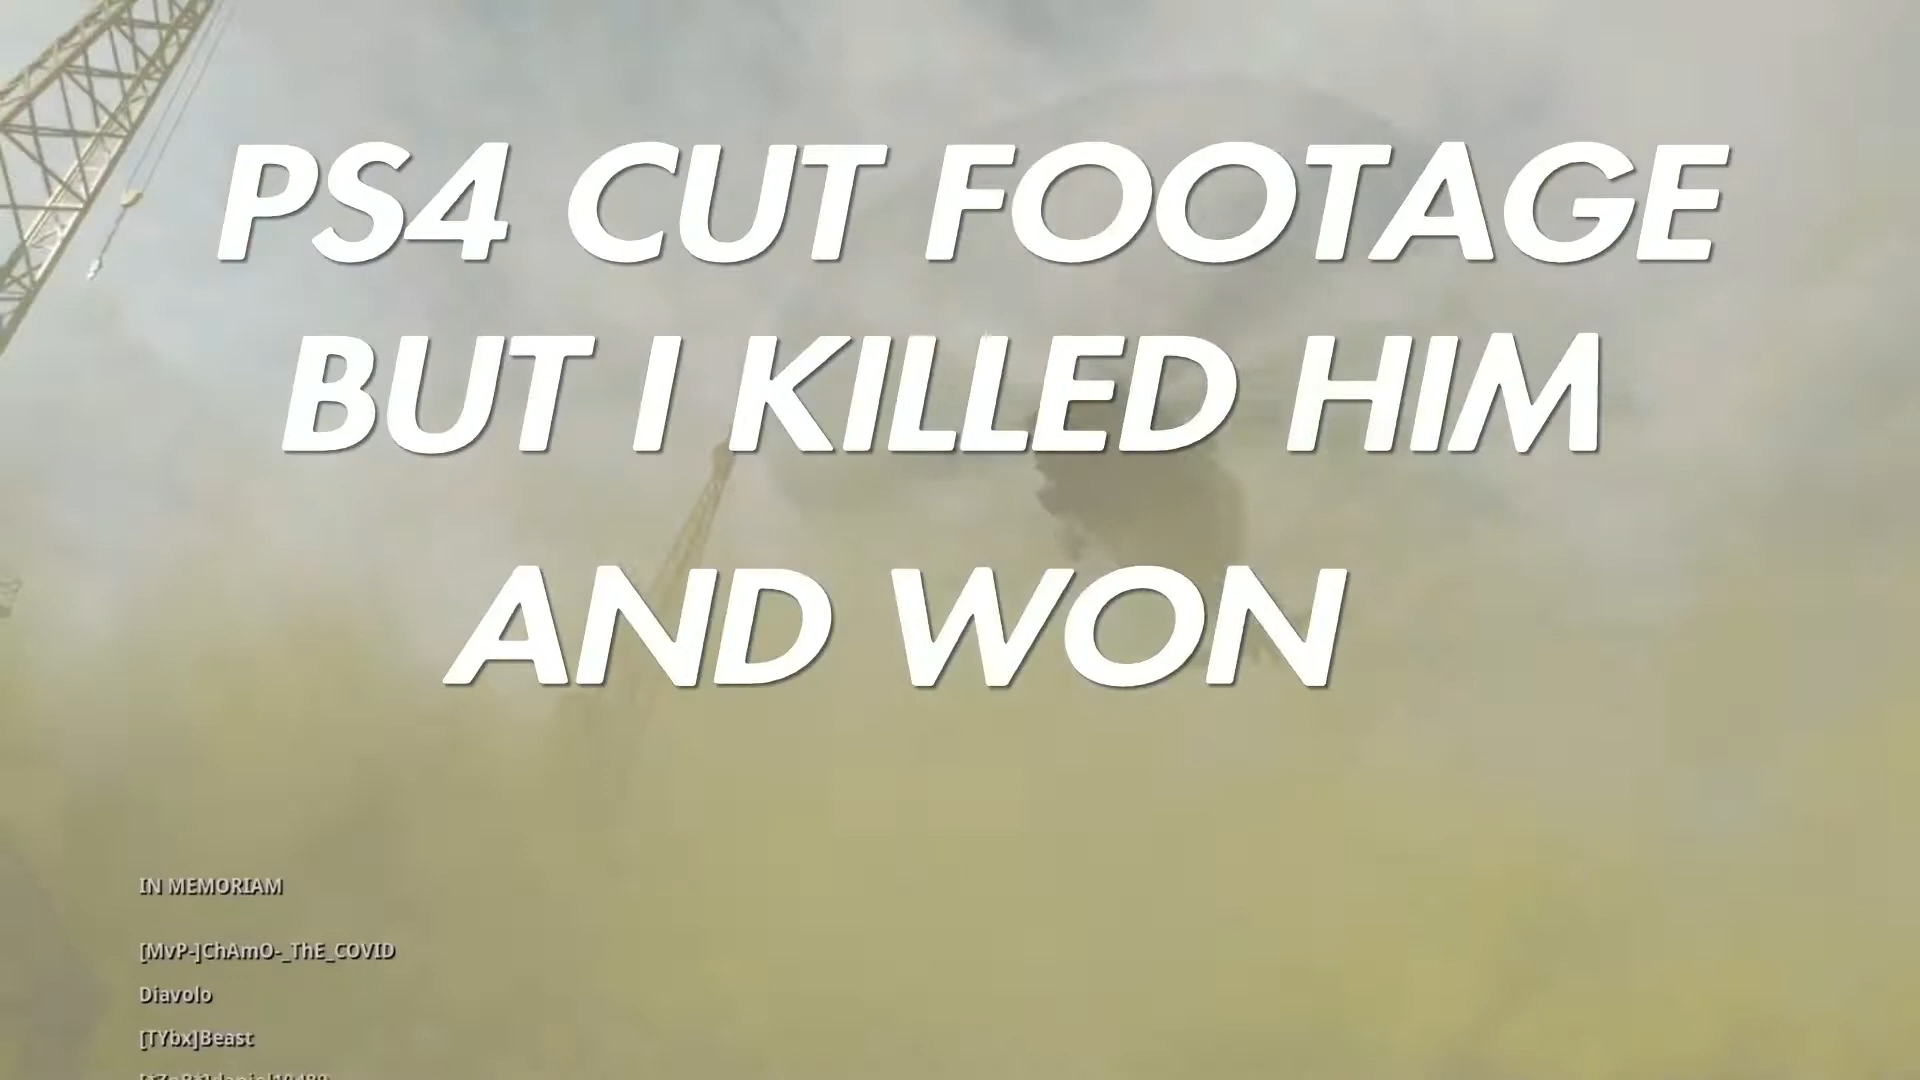 PS4 CUT FOOTAGE
BUT I KILLED HIM
AND WON
IN MEMORIAM
[MvP-]ChAmO-_ThE_COVID
Diavolo
[TYbx]Beast